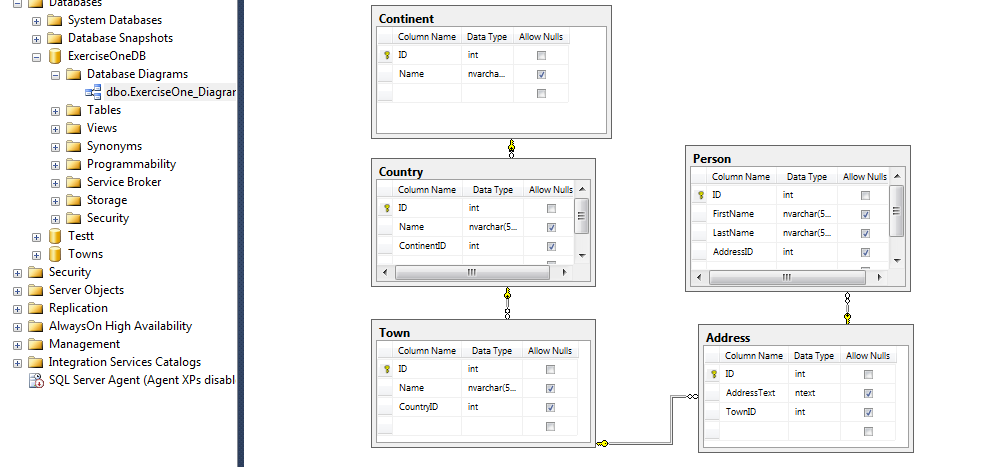 Databases
System Databases
Database Snapshots
ExerciseOneDB
Database Diagrams
dbo.ExerciseOne_Diagrar
Tables
Views
Synonyms
Programmability
Service Broker
Storage
Security
Testt
Towns
Security
Server Objects
Replication
AlwaysOn High Availability
Management
Integration Services Catalogs
SQL Server Agent (Agent XPs disabl
Continent
Column Name Data Type Allow Nulls
ID int
Name nvarcha...
Country
Column Name Data Type Allow Nulls
ID int
Name nvarchar(5...
ContinentID int
Town
Column Name Data Type Allow Nulls
ID int
Name nvarchar(5...
CountryID int
Person
Column Name Data Type Allow Nulls
ID int
FirstName nvarchar(5...
LastName nvarchar(5...
AddressID int
Address
Column Name Data Type Allow Nulls
ID int
AddressText ntext
TownID int